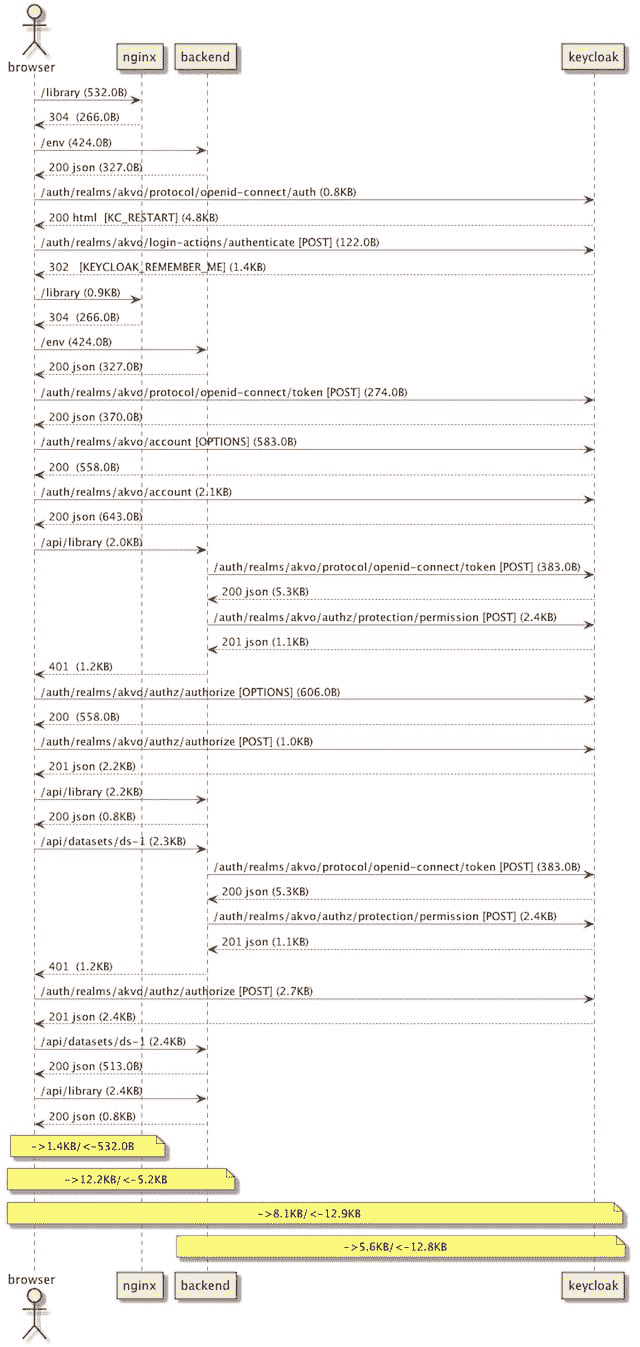 browser
nginx
backend
keycloak
/library (532.0B)
304  (266.0B)
/env (424.0B)
200 json (327.0B)
/auth/realms/akvo/protocol/openid-connect/auth (0.8KB)
200 html  [KC_RESTART] (4.8KB)
/auth/realms/akvo/login-actions/authenticate [POST] (122.0B)
302   [KEYCLOAK_REMEMBER_ME] (1.4KB)
/library (0.9KB)
304  (266.0B)
/env (424.0B)
200 json (327.0B)
/auth/realms/akvo/protocol/openid-connect/token [POST] (274.0B)
200 json (370.0B)
/auth/realms/akvo/account [OPTIONS] (583.0B)
200  (558.0B)
/auth/realms/akvo/account (2.1KB)
200 json (643.0B)
/api/library (2.0KB)
/auth/realms/akvo/protocol/openid-connect/token [POST] (383.0B)
200 json (5.3KB)
/auth/realms/akvo/authz/protection/permission [POST] (2.4KB)
201 json (1.1KB)
401  (1.2KB)
/auth/realms/akvo/authz/authorize [OPTIONS] (606.0B)
200  (558.0B)
/auth/realms/akvo/authz/authorize [POST] (1.0KB)
201 json (2.2KB)
/api/library (2.2KB)
200 json (0.8KB)
/api/datasets/ds-1 (2.3KB)
/auth/realms/akvo/protocol/openid-connect/token [POST] (383.0B)
200 json (5.3KB)
/auth/realms/akvo/authz/protection/permission [POST] (2.4KB)
201 json (1.1KB)
401  (1.2KB)
/auth/realms/akvo/authz/authorize [POST] (2.7KB)
201 json (2.4KB)
/api/datasets/ds-1 (2.4KB)
200 json (513.0B)
/api/library (2.4KB)
200 json (0.8KB)
->1.4KB/<-532.0B
->12.2KB/<-5.2KB
->8.1KB/<-12.9KB
->5.6KB/<-12.8KB
browser
nginx
backend
keycloak